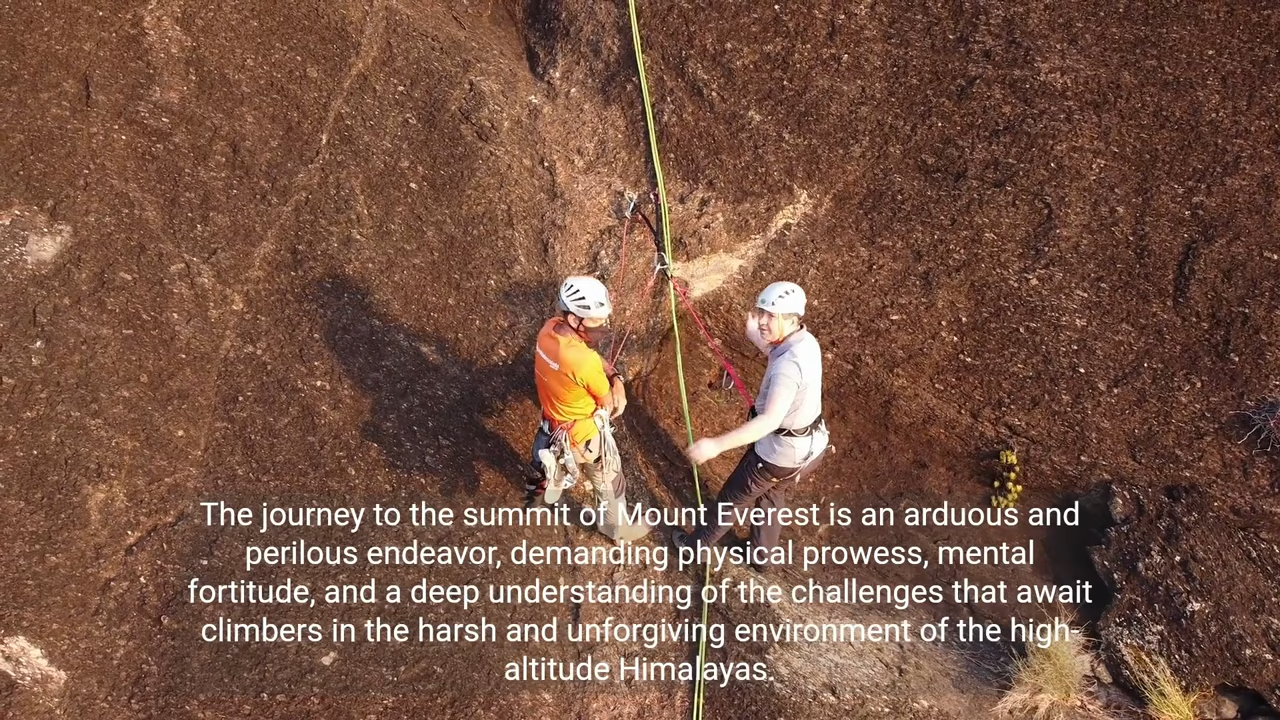 The journey to the summit of Mount Everest is an arduous and
perilous endeavor, demanding physical prowess, mental
fortitude, and a deep understanding of the challenges that await
climbers in the harsh and unforgiving environment of the high-
altitude Himalayas.